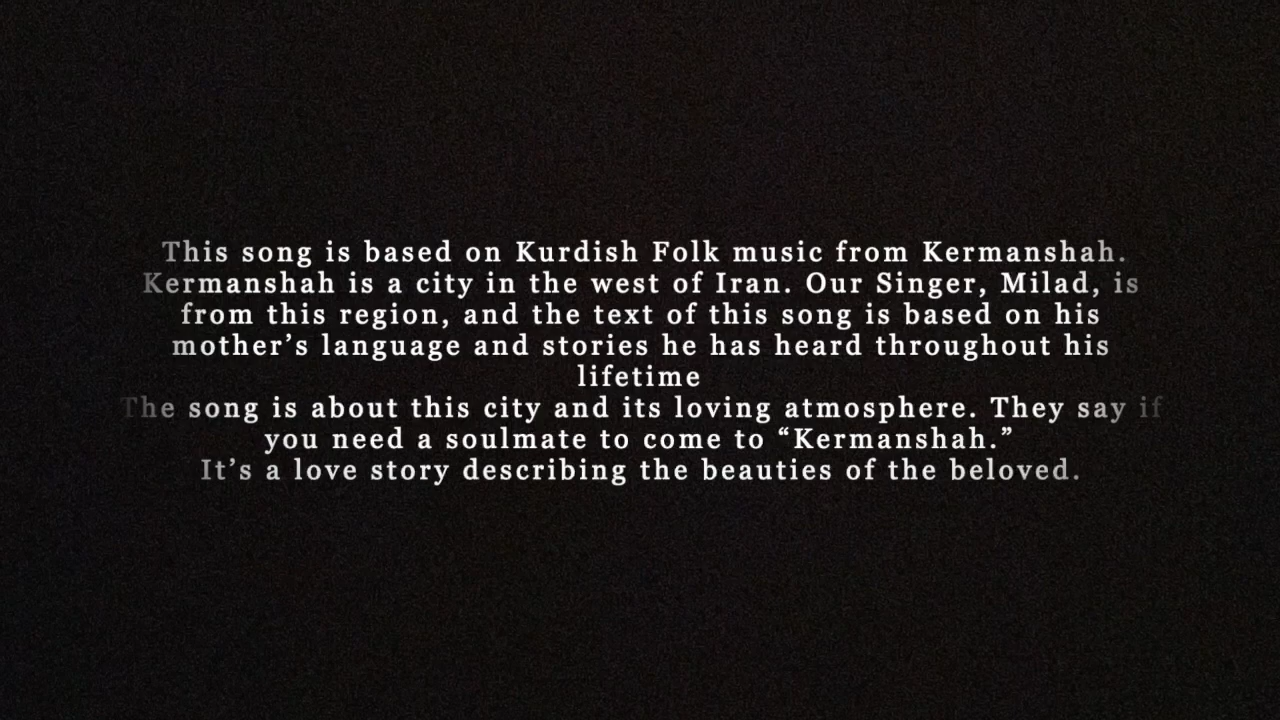 This song is based on Kurdish Folk music from Kermanshah.
Kermanshah is a city in the west of Iran. Our Singer, Milad, is
from this region, and the text of this song is based on his
mother’s language and stories he has heard throughout his
lifetime
The song is about this city and its loving atmosphere. They say if
you need a soulmate to come to “Kermanshah.”
It’s a love story describing the beauties of the beloved.